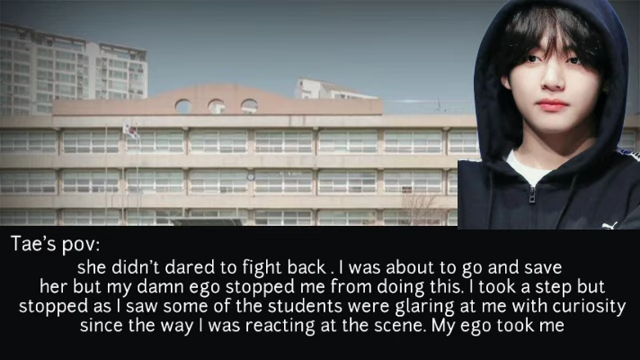 Tae's pov:
she didn't dared to fight back . I was about to go and save
her but my damn ego stopped me from doing this. I took a step but
stopped as I saw some of the students were glaring at me with curiosity
since the way I was reacting at the scene. My ego took me